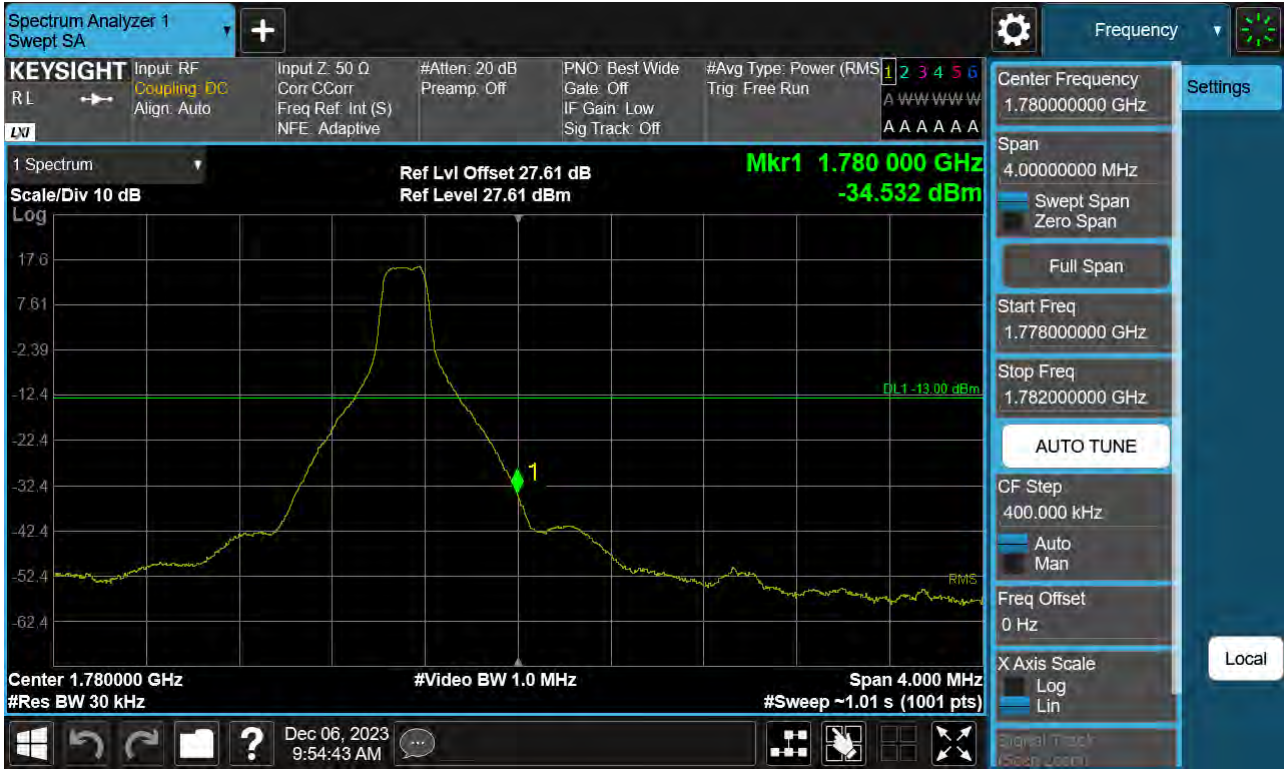 Spectrum Analyzer 1
Swept SA
+
Frequency
KEYSIGHT
RL
LXI
Input: RF
Coupling: DC
Align: Auto
Input Z: 50 Ω
Corr CCorr
Freq Ref: Int (S)
NFE: Adaptive
#Atten: 20 dB
Preamp: Off
PNO: Best Wide
Gate: Off
IF Gain: Low
Sig Track: Off
#Avg Type: Power (RMS
Trig: Free Run
1 2 3 4 5 6
A W W W W W
A A A A A A
1 Spectrum
Scale/Div 10 dB
Ref Lvl Offset 27.61 dB
Ref Level 27.61 dBm
Mkr1 1.780 000 GHz
-34.532 dBm
Log
17.6
7.61
-2.39
-12.4
-22.4
-32.4
-42.4
-52.4
-62.4
DL1 -13.00 dBm
1
RMS
Center 1.780000 GHz
#Res BW 30 kHz
#Video BW 1.0 MHz
Span 4.000 MHz
#Sweep ~1.01 s (1001 pts)
Center Frequency
1.780000000 GHz
Settings
Span
4.00000000 MHz
Swept Span
Zero Span
Full Span
Start Freq
1.778000000 GHz
Stop Freq
1.782000000 GHz
AUTO TUNE
CF Step
400.000 kHz
Auto
Man
Freq Offset
0 Hz
X Axis Scale
Log
Lin
Local
Signal Track
(Span Zoom)
?
Dec 06, 2023
9:54:43 AM